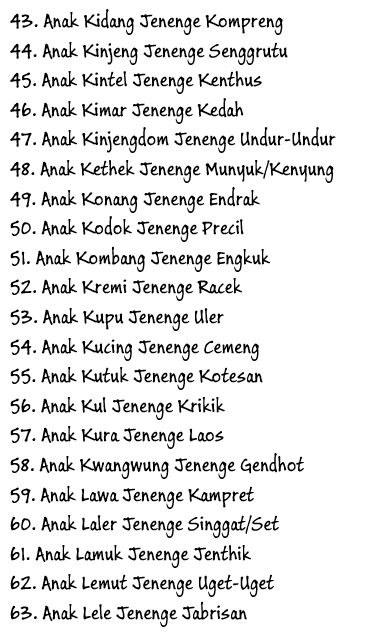 43. Anak Kidang Jenenge Kompreng
44. Anak Kinjeng Jenenge Senggrutu
45. Anak Kintel Jenenge Kenthus
46. Anak Kimar Jenenge Kedah
47. Anak Kinjengdom Jenenge Undur-Undur
48. Anak Kethek Jenenge Munyuk/Kenyung
49. Anak Konang Jenenge Endrak
50. Anak Kodok Jenenge Precil
51. Anak Kombang Jenenge Engkuk
52. Anak Kremi Jenenge Racek
53. Anak Kupu Jenenge Uler
54. Anak Kucing Jenenge Cemeng
55. Anak Kutuk Jenenge Kotesan
56. Anak Kul Jenenge Krikik
57. Anak Kura Jenenge Laos
58. Anak Kwangwung Jenenge Gendhot
59. Anak Lawa Jenenge Kampret
60. Anak Laler Jenenge Singgat/Set
61. Anak Lamuk Jenenge Jenthik
62. Anak Lemut Jenenge Uget-Uget
63. Anak Lele Jenenge Jabrisan